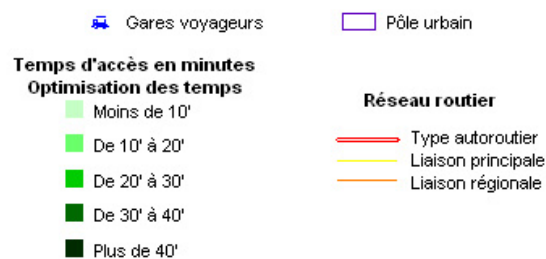 Gares voyageurs
Pôle urbain
Temps d'accès en minutes
Optimisation des temps
Moins de 10'
De 10' à 20'
De 20' à 30'
De 30' à 40'
Plus de 40'
Réseau routier
Type autoroutier
Liaison principale
Liaison régionale